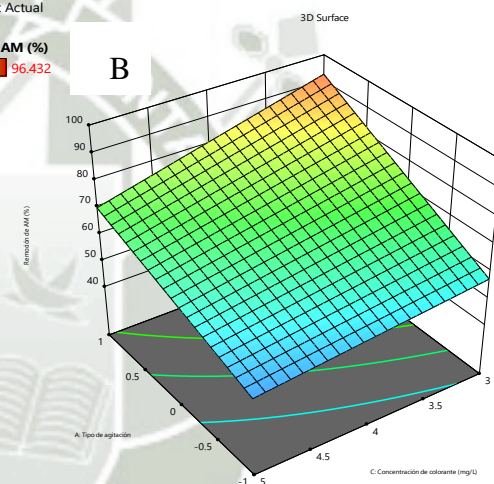 : Actual
3D Surface
AM (%)
96.432
B
100
90
80
70
60
50
40
Remoción de AM (%)
1
0.5
0
-0.5
-1
A: Tipo de agitación
5
4.5
4
3.5
3
C: Concentración de colorante (mg/L)